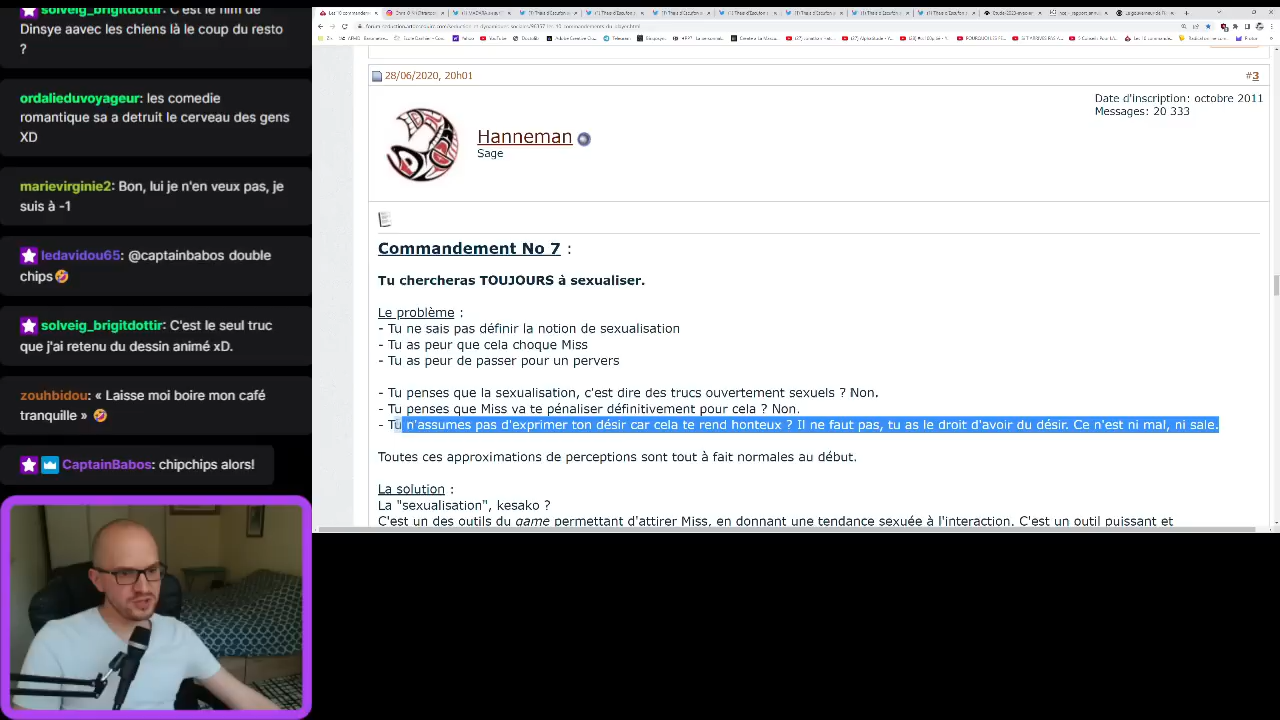 solveig_brigitdottir: C'est le film de
Dinsye aavec les chiem là le coup du resto
?
ordalieduvoyageur: les comedie
romantique sa a detruit le cerveau des gens
XD
marievirginie2: Bon, lui je n'en veux pas, je
suis à -1
ledavidou65: @captainbabos double
chips
solveig_brigitdottir: C'est le seul truc
que j'ai retenu du dessin animé xD.
zouhbidou: « Laisse moi boire mon café
tranquille »
CaptainBabos: chipchips alors!
28/06/2020, 20h01
#3
Hanneman
Sage
Date d'inscription: octobre 2011
Messages: 20 333
Commandement No 7 :
Tu chercheras TOUJOURS à sexualiser.
Le problème :
- Tu ne sais pas définir la notion de sexualisation
- Tu as peur que cela choque Miss
- Tu as peur de passer pour un pervers
- Tu penses que la sexualisation, c'est dire des trucs ouvertement sexuels ? Non.
- Tu penses que Miss va te pénaliser définitivement pour cela ? Non.
- Tu n'assumes pas d'exprimer ton désir car cela te rend honteux ? Il ne faut pas, tu as le droit d'avoir du désir. Ce n'est ni mal, ni sale.
Toutes ces approximations de perceptions sont tout à fait normales au début.
La solution :
La "sexualisation", kesako ?
C'est un des outils du game permettant d'attirer Miss, en donnant une tendance sexuée à l'interaction. C'est un outil puissant et